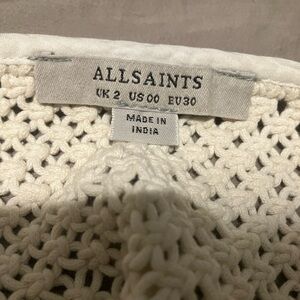 ALLSAINTS
UK 2 US 00 EU 30
MADE IN
INDIA